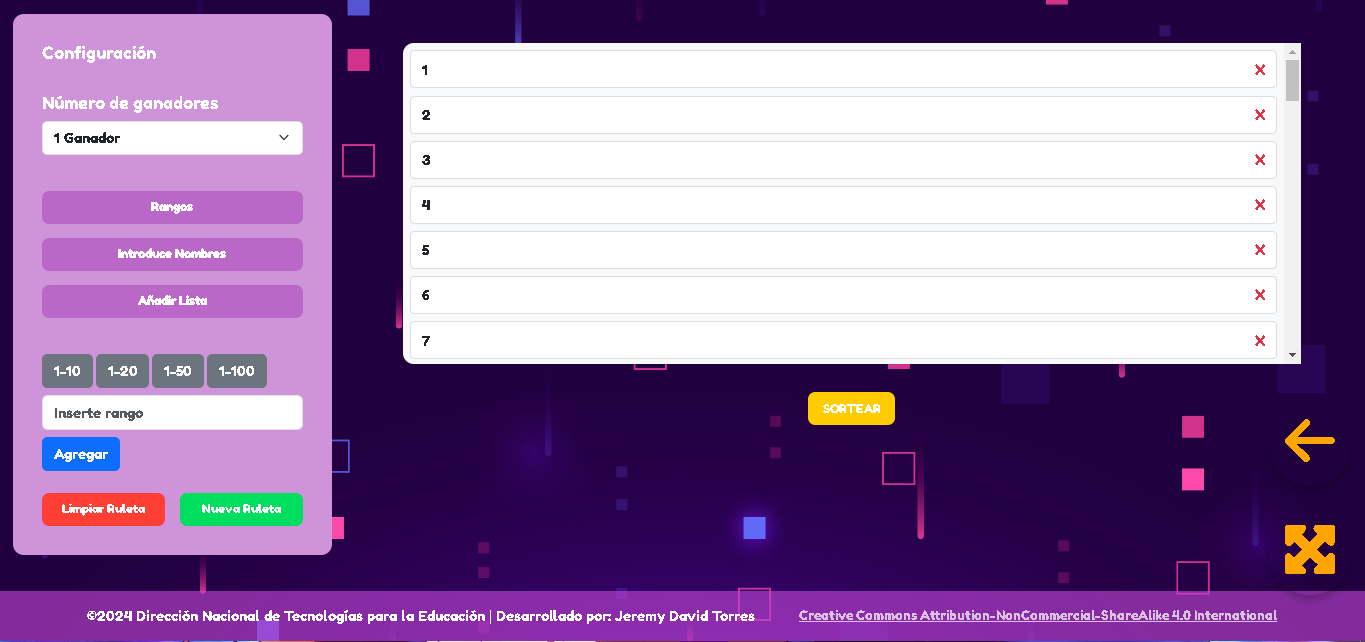 Configuración
Número de ganadores
1 Ganador
Rangos
Introduce Nombres
Añadir Lista
1-10 1-20 1-50 1-100
Inserte rango
Agregar
Limpiar Ruleta Nueva Ruleta
1
2
3
4
5
6
7
SORTEAR
©2024 Dirección Nacional de Tecnologías para la Educación | Desarrollado por: Jeremy David Torres Creative Commons Attribution-NonCommercial-ShareAlike 4.0 International